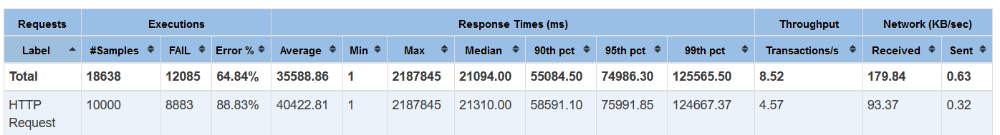 Requests Executions Response Times (ms) Throughput Network (KB/sec)
Label #Samples FAIL Error % Average Min Max Median 90th pct 95th pct 99th pct Transactions/s Received Sent
Total 18638 12085 64.84% 35588.86 1 2187845 21094.00 55084.50 74986.30 125565.50 8.52 179.84 0.63
HTTP 10000 8883 88.83% 40422.81 1 2187845 21310.00 58591.10 75991.85 124667.37 4.57 93.37 0.32
Request